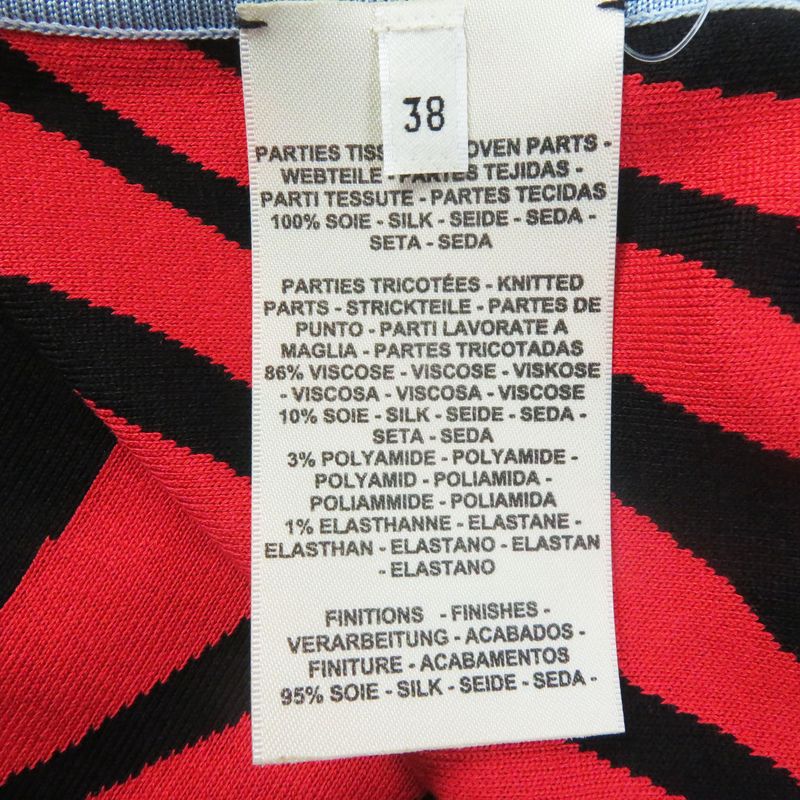 38
PARTIES OVEN PARTS -
WEBTEILE PARTES TEJIDAS -
PARTI TESSUTE - PARTES TECIDAS
100% SOIE - SILK - SEIDE - SEDA -
SETA - SEDA
PARTIES TRICOTÉES - KNITTED
PARTS - STRICKTEILE - PARTES DE
PUNTO - PARTI LAVORATE A
MAGLIA - PARTES TRICOTADAS
86% VISCOSE - VISCOSE - VISKOSE
- VISCOSA - VISCOSA - VISCOSE
10% SOIE - SILK - SEIDE - SEDA -
SETA - SEDA
3% POLYAMIDE - POLYAMIDE -
POLYAMID - POLIAMIDA -
POLIAMMIDE - POLIAMIDA
1% ELASTHANNE - ELASTANE -
ELASTHAN - ELASTANO - ELASTAN
- ELASTANO
FINITIONS - FINISHES -
VERARBEITUNG - ACABADOS -
FINITURE - ACABAMENTOS
95% SOIE - SILK - SEIDE - SEDA -